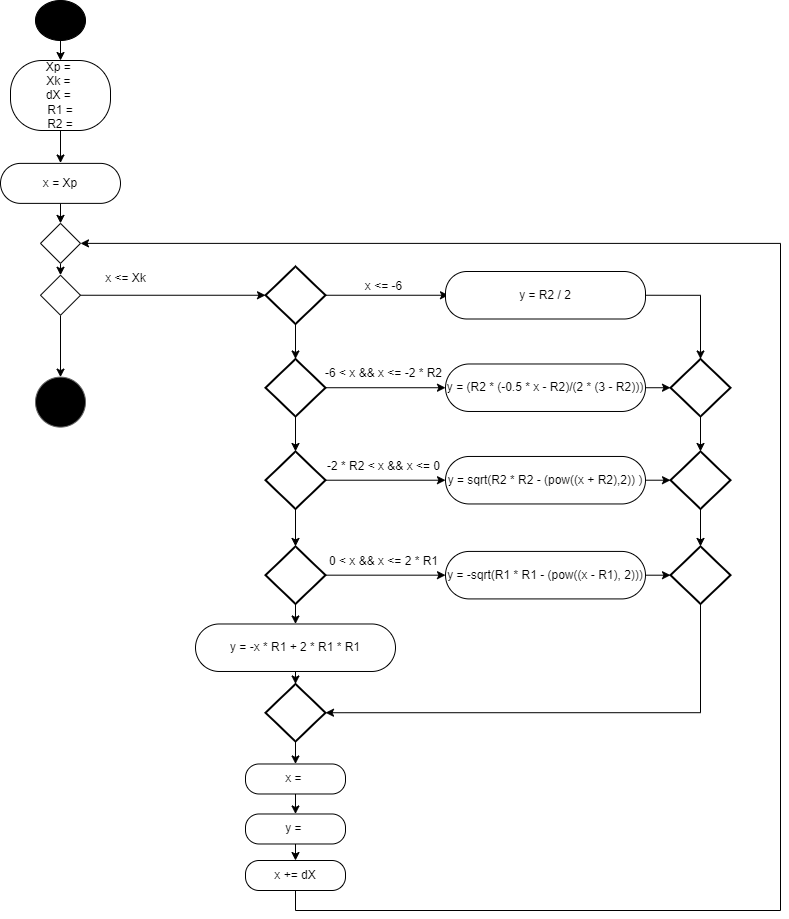 Xp =
Xk =
dX =
R1 =
R2 =
x = Xp
x <= Xk
x <= -6
y = R2 / 2
-6 < x && x <= -2 * R2
y = (R2 * (-0.5 * x - R2)/(2 * (3 - R2)))
-2 * R2 < x && x <= 0
y = sqrt(R2 * R2 - (pow((x + R2),2)) )
0 < x && x <= 2 * R1
y = -sqrt(R1 * R1 - (pow((x - R1), 2)))
y = -x * R1 + 2 * R1 * R1
x =
y =
x += dX